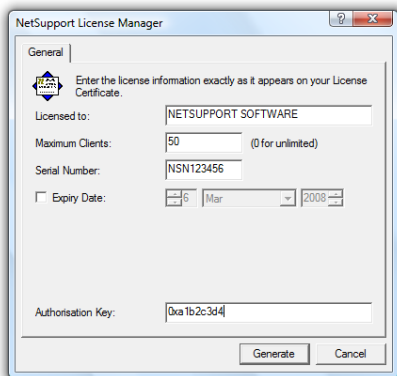 NetSupport License Manager
General
Enter the license information exactly as it appears on your License
Certificate.
Licensed to: NETSUPPORT SOFTWARE
Maximum Clients: 50 (0 for unlimited)
Serial Number: NSN123456
Expiry Date: 6 Mar 2008
Authorisation Key: 0xa1b2c3d4
Generate Cancel